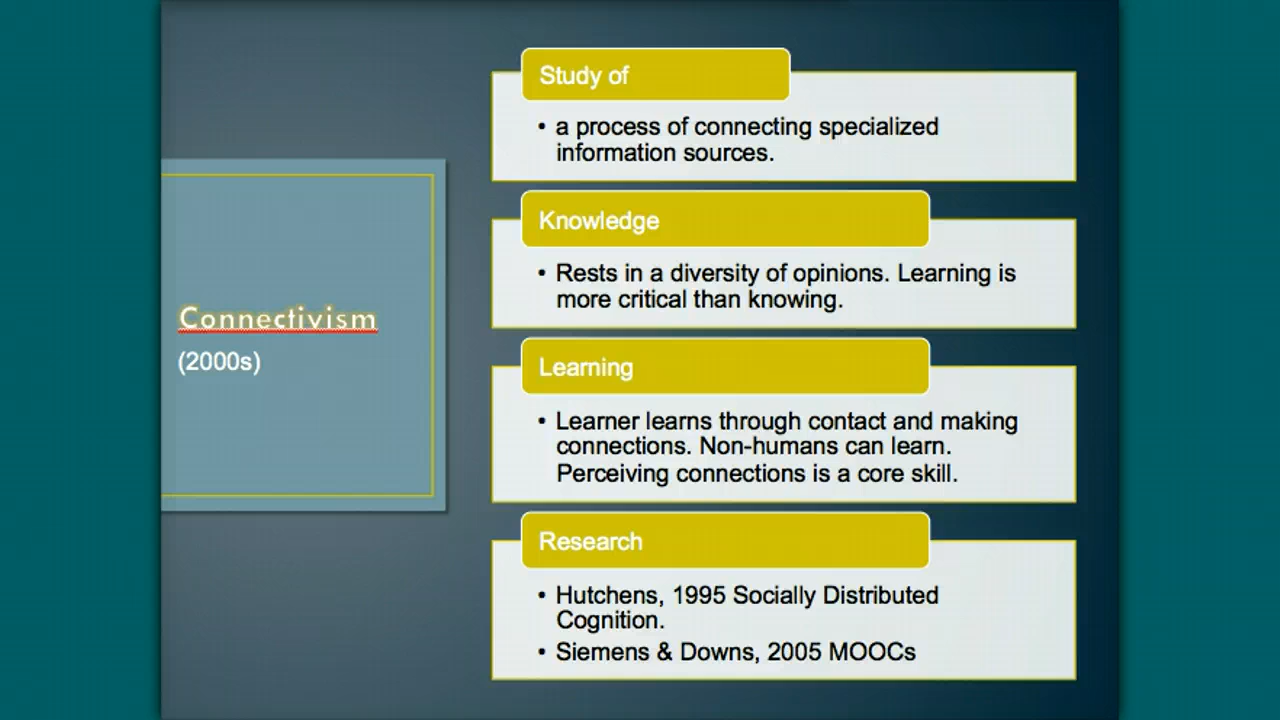 Connectivism
(2000s)
Study of
• a process of connecting specialized
information sources.
Knowledge
• Rests in a diversity of opinions. Learning is
more critical than knowing.
Learning
• Learner learns through contact and making
connections. Non-humans can learn.
Perceiving connections is a core skill.
Research
• Hutchens, 1995 Socially Distributed
Cognition.
• Siemens & Downs, 2005 MOOCs